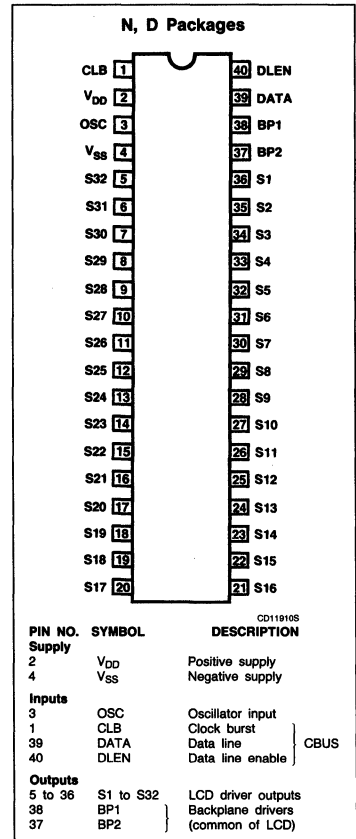 N, D Packages
CLB 1 40 DLEN
VDD 2 39 DATA
OSC 3 38 BP1
VSS 4 37 BP2
S32 5 36 S1
S31 6 35 S2
S30 7 34 S3
S29 8 33 S4
S28 9 32 S5
S27 10 31 S6
S26 11 30 S7
S25 12 29 S8
S24 13 28 S9
S23 14 27 S10
S22 15 26 S11
S21 16 25 S12
S20 17 24 S13
S19 18 23 S14
S18 19 22 S15
S17 20 21 S16
CD11910S
PIN NO. SYMBOL DESCRIPTION
Supply
2 VDD Positive supply
4 VSS Negative supply
Inputs
3 OSC Oscillator input
1 CLB Clock burst
39 DATA Data line CBUS
40 DLEN Data line enable
Outputs
5 to 36 S1 to S32 LCD driver outputs
38 BP1 Backplane drivers
37 BP2 (common of LCD)